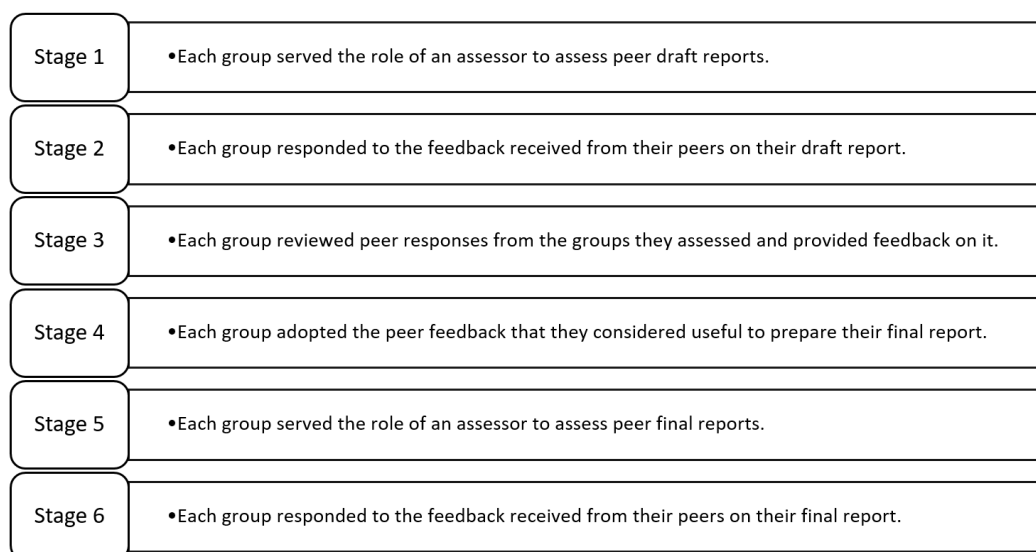 Stage 1
•Each group served the role of an assessor to assess peer draft reports.
Stage 2
•Each group responded to the feedback received from their peers on their draft report.
Stage 3
•Each group reviewed peer responses from the groups they assessed and provided feedback on it.
Stage 4
•Each group adopted the peer feedback that they considered useful to prepare their final report.
Stage 5
•Each group served the role of an assessor to assess peer final reports.
Stage 6
•Each group responded to the feedback received from their peers on their final report.